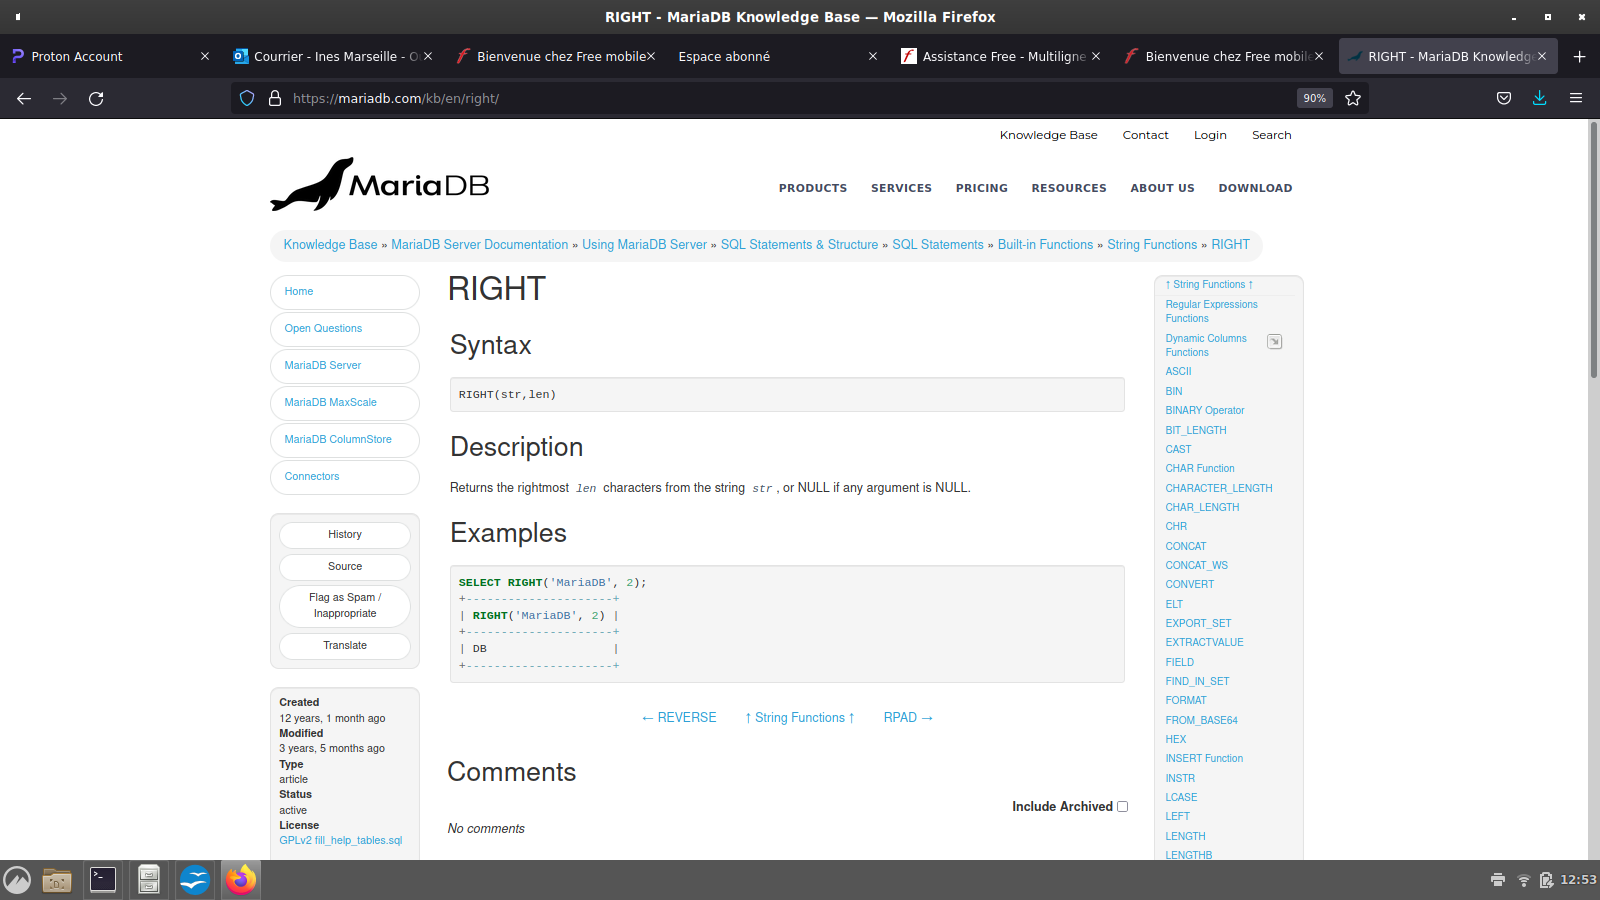 RIGHT - MariaDB Knowledge Base — Mozilla Firefox
Proton Account
Courrier - Ines Marseille - O
Bienvenue chez Free mobile
Espace abonné
Assistance Free - Multiligne
Bienvenue chez Free mobile
RIGHT - MariaDB Knowledge
https://mariadb.com/kb/en/right/
90%
Knowledge Base Contact Login Search
MariaDB
PRODUCTS SERVICES PRICING RESOURCES ABOUT US DOWNLOAD
Knowledge Base » MariaDB Server Documentation » Using MariaDB Server » SQL Statements & Structure » SQL Statements » Built-in Functions » String Functions » RIGHT
Home
Open Questions
MariaDB Server
MariaDB MaxScale
MariaDB ColumnStore
Connectors
History
Source
Flag as Spam /
Inappropriate
Translate
Created
12 years, 1 month ago
Modified
3 years, 5 months ago
Type
article
Status
active
License
GPLv2 fill_help_tables.sql
RIGHT
Syntax
RIGHT(str,len)
Description
Returns the rightmost len characters from the string str , or NULL if any argument is NULL.
Examples
SELECT RIGHT('MariaDB', 2);
+---------------------+
| RIGHT('MariaDB', 2) |
+---------------------+
| DB                  |
+---------------------+
← REVERSE ↑ String Functions ↑ RPAD →
Comments
Include Archived
No comments
↑ String Functions ↑
Regular Expressions
Functions
Dynamic Columns
Functions
ASCII
BIN
BINARY Operator
BIT_LENGTH
CAST
CHAR Function
CHARACTER_LENGTH
CHAR_LENGTH
CHR
CONCAT
CONCAT_WS
CONVERT
ELT
EXPORT_SET
EXTRACTVALUE
FIELD
FIND_IN_SET
FORMAT
FROM_BASE64
HEX
INSERT Function
INSTR
LCASE
LEFT
LENGTH
LENGTHB
12:53